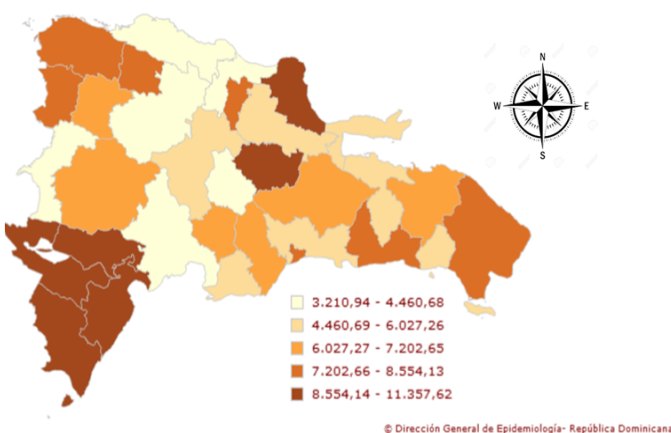 N
W E
S
3.210,94 - 4.460,68
4.460,69 - 6.027,26
6.027,27 - 7.202,65
7.202,66 - 8.554,13
8.554,14 - 11.357,62
© Dirección General de Epidemiología- República Dominicana